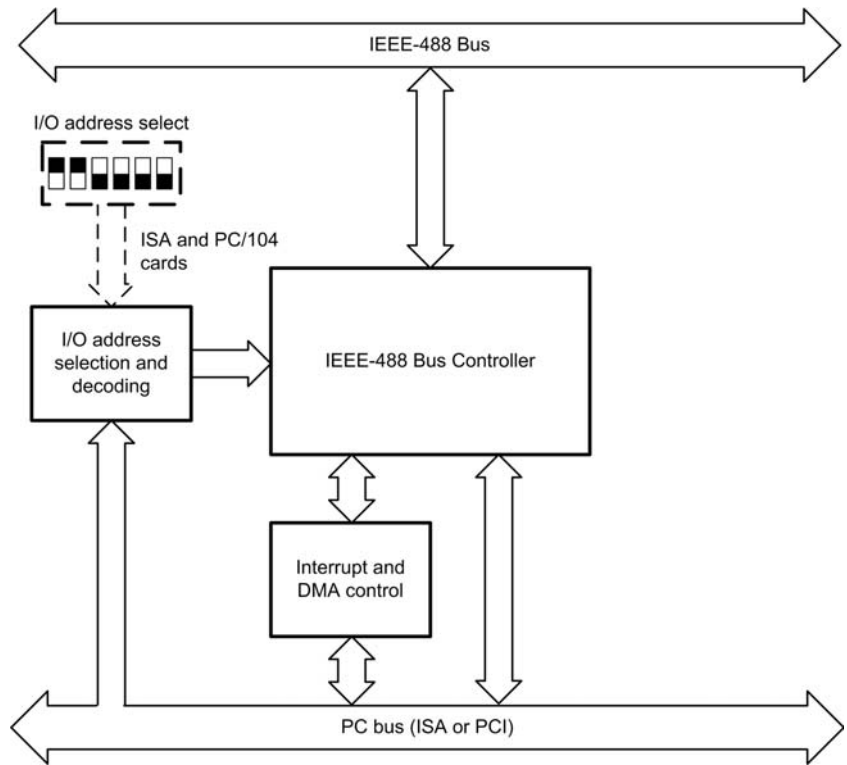 IEEE-488 Bus
I/O address select
ISA and PC/104
cards
I/O address
selection and
decoding
IEEE-488 Bus Controller
Interrupt and
DMA control
PC bus (ISA or PCI)